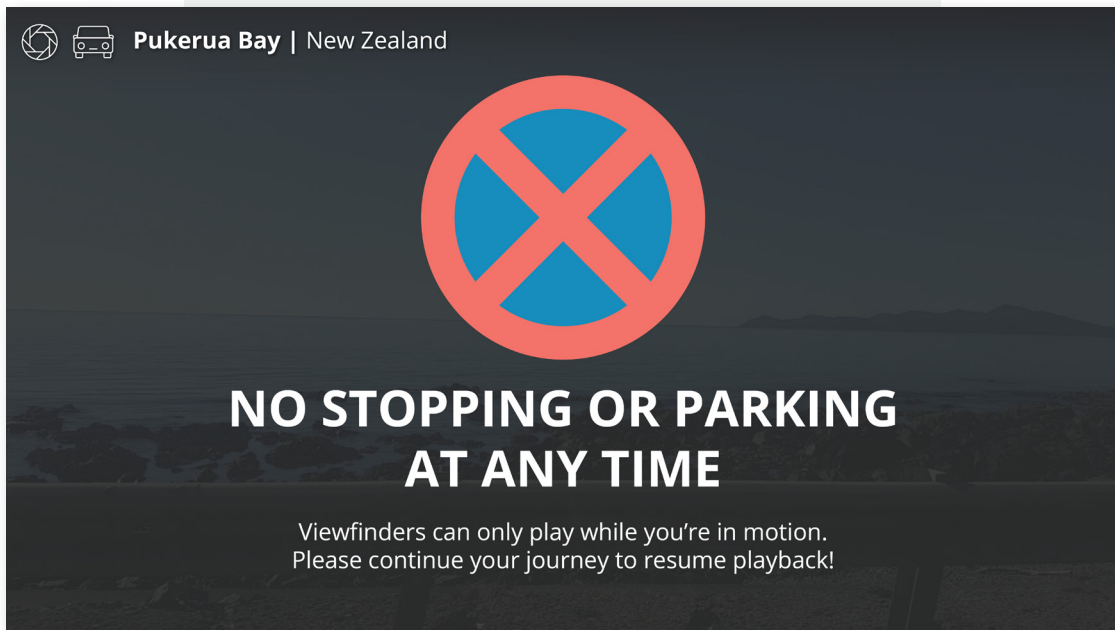 Pukerua Bay | New Zealand
NO STOPPING OR PARKING
AT ANY TIME
Viewfinders can only play while you’re in motion.
Please continue your journey to resume playback!